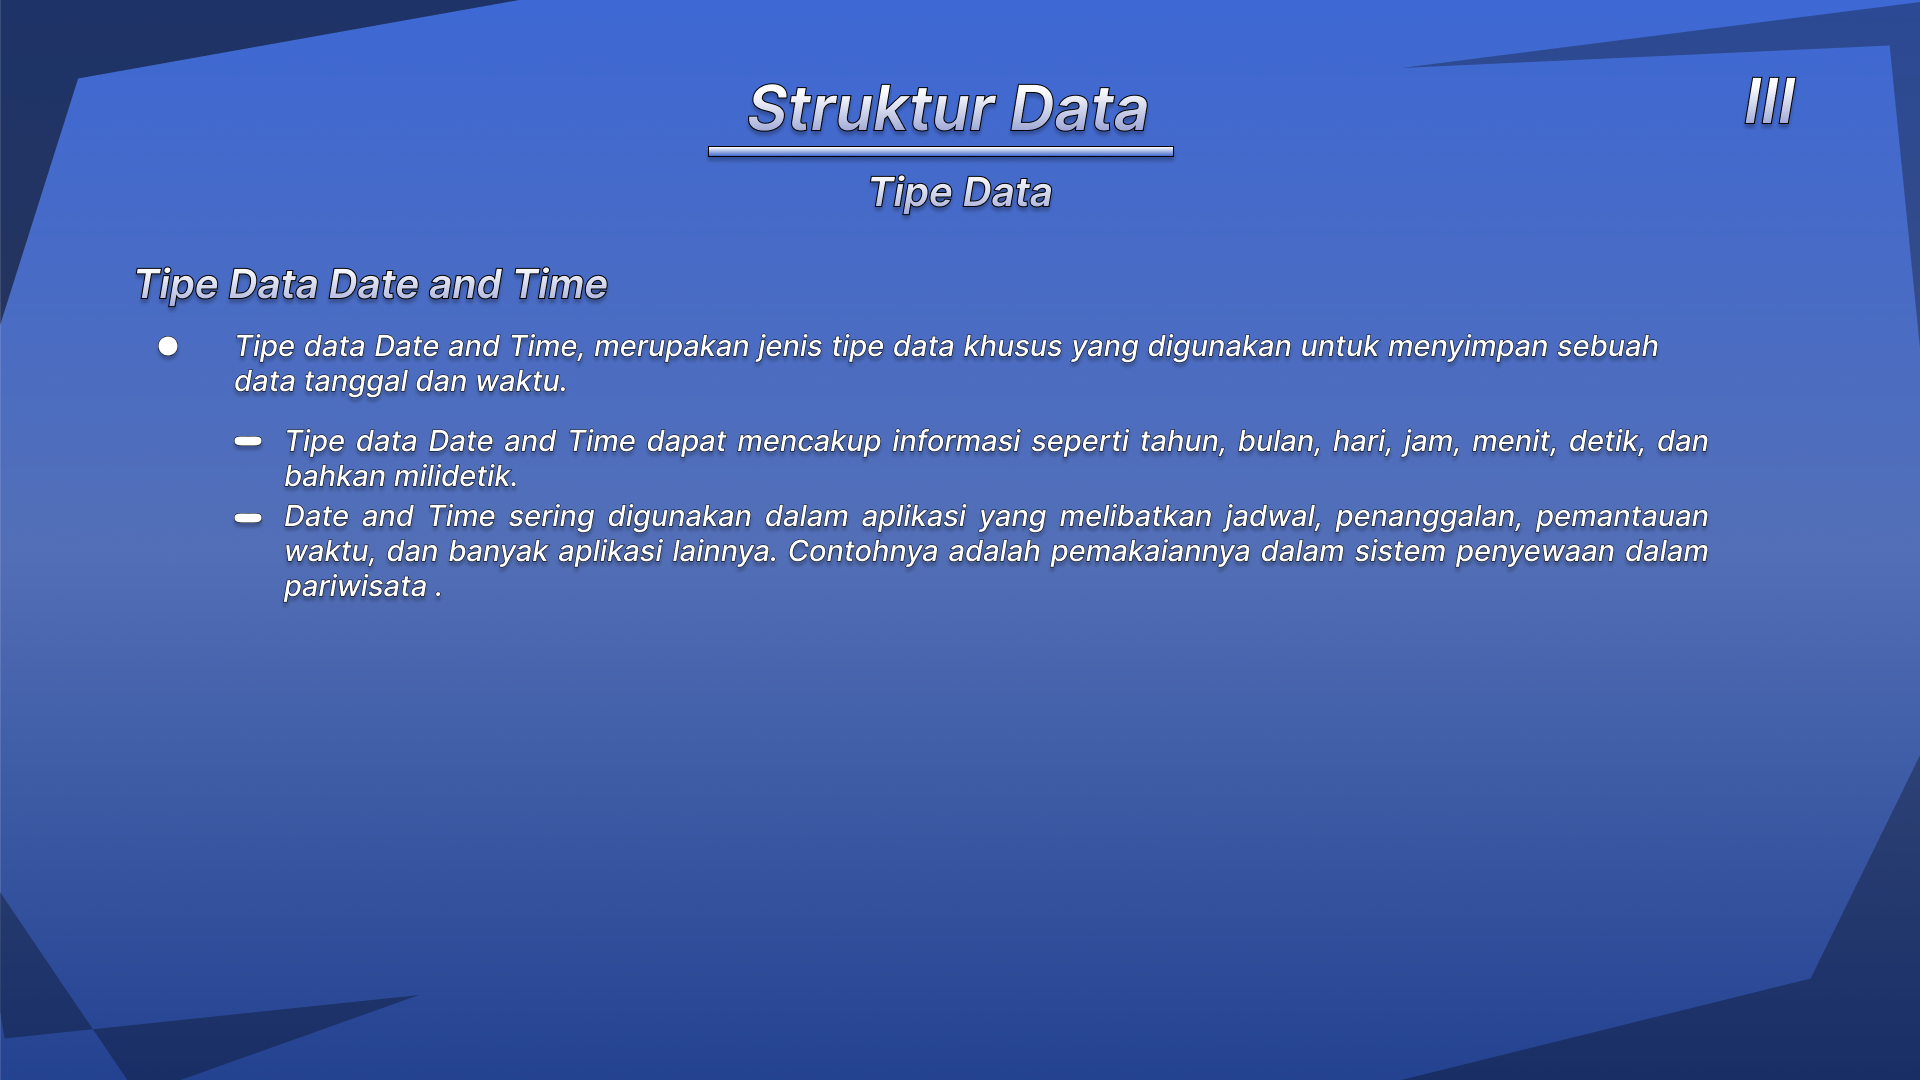 Struktur Data
III
Tipe Data
Tipe Data Date and Time
Tipe data Date and Time, merupakan jenis tipe data khusus yang digunakan untuk menyimpan sebuah
data tanggal dan waktu.
Tipe data Date and Time dapat mencakup informasi seperti tahun, bulan, hari, jam, menit, detik, dan
bahkan milidetik.
Date and Time sering digunakan dalam aplikasi yang melibatkan jadwal, penanggalan, pemantauan
waktu, dan banyak aplikasi lainnya. Contohnya adalah pemakaiannya dalam sistem penyewaan dalam
pariwisata .